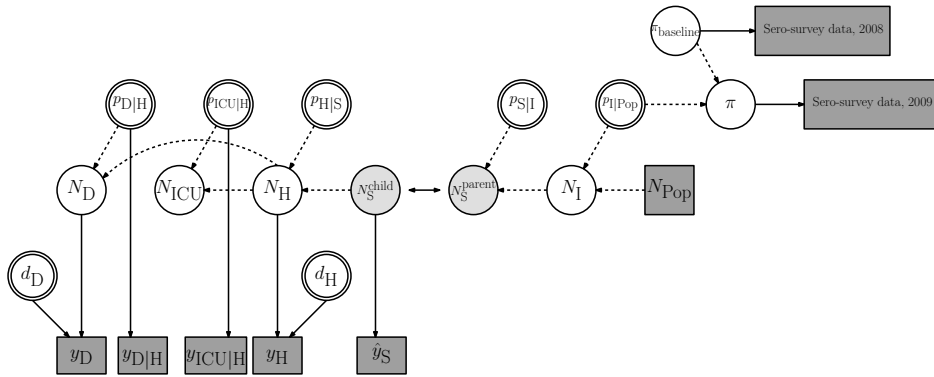 π_baseline
Sero-survey data, 2008
p_D|H
p_ICU|H
p_H|S
p_S|I
p_I|Pop
π
Sero-survey data, 2009
N_D
N_ICU
N_H
N_S^child
N_S^parent
N_I
N_Pop
d_D
d_H
y_D
y_D|H
y_ICU|H
y_H
ŷ_S